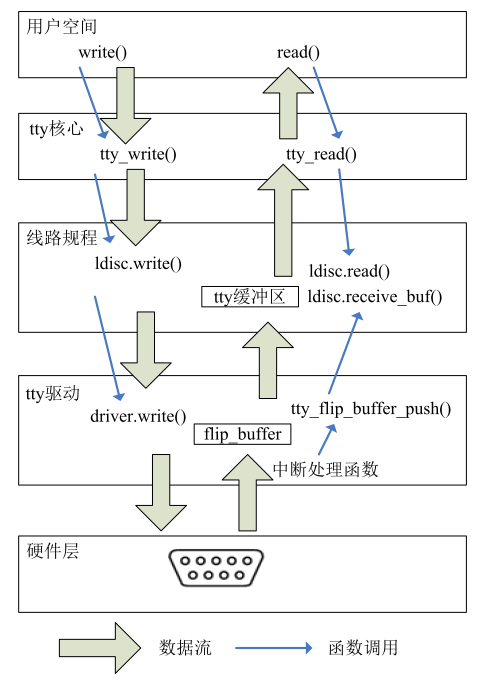 用户空间
write() read()
tty核心
tty_write() tty_read()
线路规程
ldisc.write() ldisc.read()
tty缓冲区 ldisc.receive_buf()
tty驱动
driver.write() tty_flip_buffer_push()
flip_buffer
中断处理函数
硬件层
数据流 函数调用